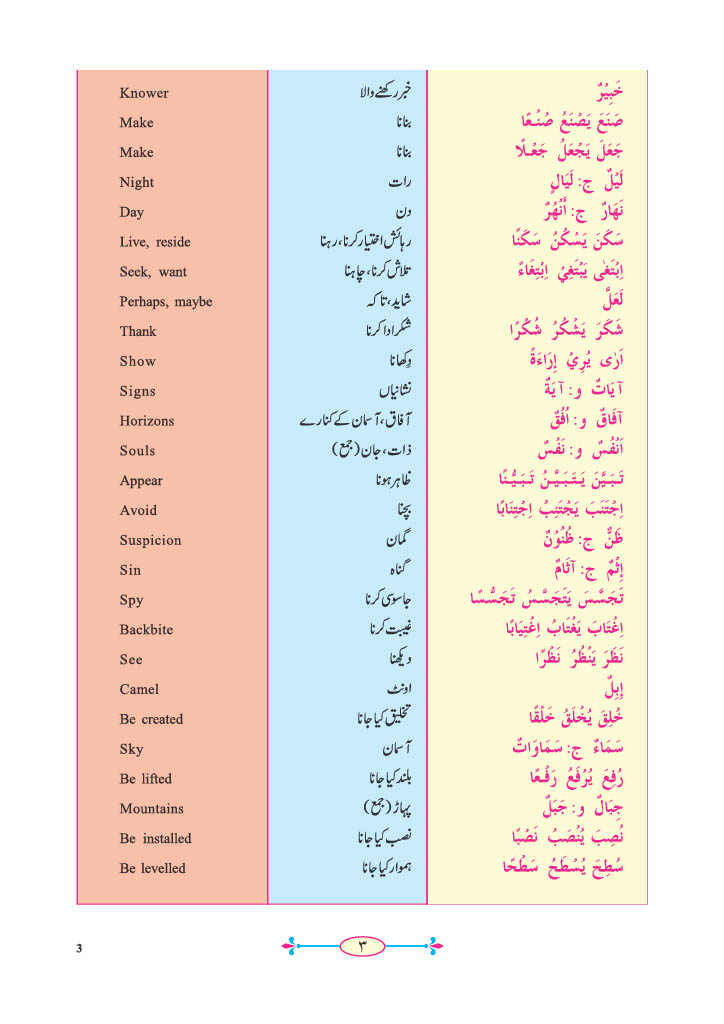 Knower خبر رکھنے والا خَبِيْرٌ
Make بنانا صَنَعَ يَصْنَعُ صُنْعًا
Make بنانا جَعَلَ يَجْعَلُ جَعْلًا
Night رات لَيْلٌ ج: لَيَالٍ
Day دن نَهَارٌ ج: أَنْهُرٌ
Live, reside رہائش اختیار کرنا، رہنا سَكَنَ يَسْكُنُ سَكَنًا
Seek, want تلاش کرنا، چاہنا اِبْتَغٰى يَبْتَغِيْ اِبْتِغَاءً
Perhaps, maybe شاید، تاکہ لَعَلَّ
Thank شکر ادا کرنا شَكَرَ يَشْكُرُ شُكْرًا
Show دِکھانا اَرٰى يُرِيْ إِرَاءَةً
Signs نشانیاں آيَاتٌ و: آيَةٌ
Horizons آفاق، آسمان کے کنارے آفَاقٌ و: اُفُقٌ
Souls ذات، جان (جمع) اَنْفُسٌ و: نَفْسٌ
Appear ظاہر ہونا تَبَيَّنَ يَتَبَيَّنُ تَبَيُّنًا
Avoid بچنا اِجْتَنَبَ يَجْتَنِبُ اِجْتِنَابًا
Suspicion گمان ظَنٌّ ج: ظُنُوْنٌ
Sin گناہ إِثْمٌ ج: آثَامٌ
Spy جاسوسی کرنا تَجَسَّسَ يَتَجَسَّسُ تَجَسُّسًا
Backbite غیبت کرنا اِغْتَابَ يَغْتَابُ اِغْتِيَابًا
See دیکھنا نَظَرَ يَنْظُرُ نَظْرًا
Camel اونٹ إِبِلٌ
Be created تخلیق کیا جانا خُلِقَ يُخْلَقُ خَلْقًا
Sky آسمان سَمَاءٌ ج: سَمَاوَاتٌ
Be lifted بلند کیا جانا رُفِعَ يُرْفَعُ رَفْعًا
Mountains پہاڑ (جمع) جِبَالٌ و: جَبَلٌ
Be installed نصب کیا جانا نُصِبَ يُنْصَبُ نَصْبًا
Be levelled ہموار کیا جانا سُطِحَ يُسْطَحُ سَطْحًا
3 ۳